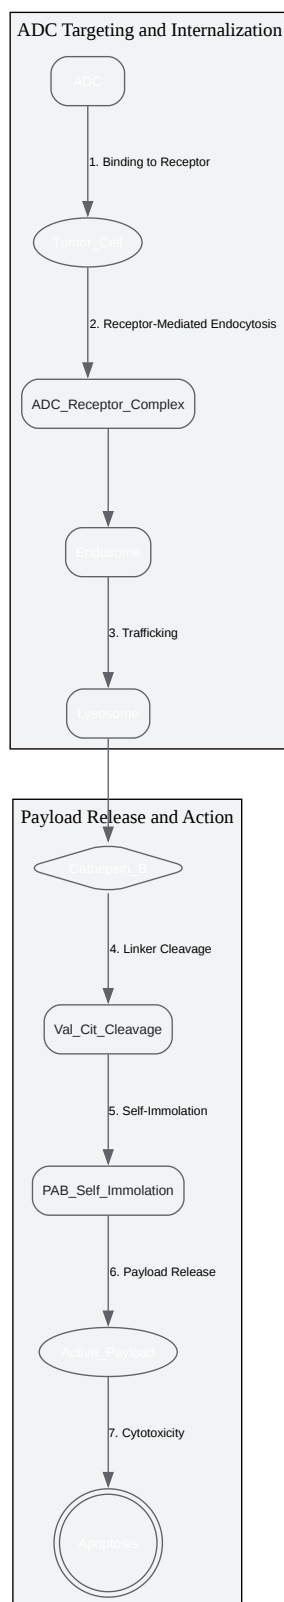 ADC Targeting and Internalization
ADC
1. Binding to Receptor
Tumor_Cell
2. Receptor-Mediated Endocytosis
ADC_Receptor_Complex
Endosome
3. Trafficking
Lysosome
Payload Release and Action
Cathepsin_B
4. Linker Cleavage
Val_Cit_Cleavage
5. Self-Immolation
PAB_Self_Immolation
6. Payload Release
Active_Payload
7. Cytotoxicity
Apoptosis